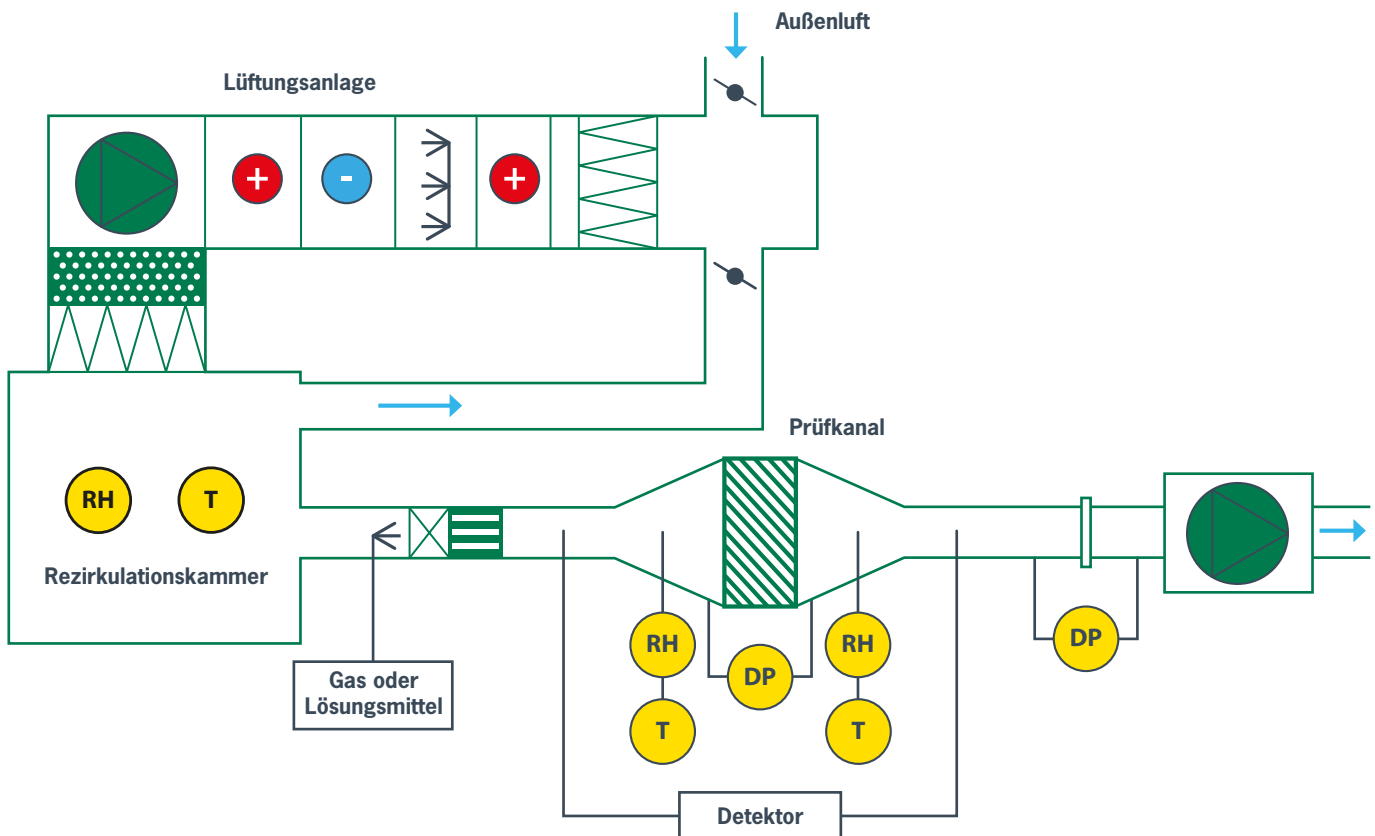 Außenluft
Lüftungsanlage
+
-
+
Prüfkanal
RH
T
Rezirkulationskammer
Gas oder
Lösungsmittel
RH
DP
RH
DP
T
T
Detektor